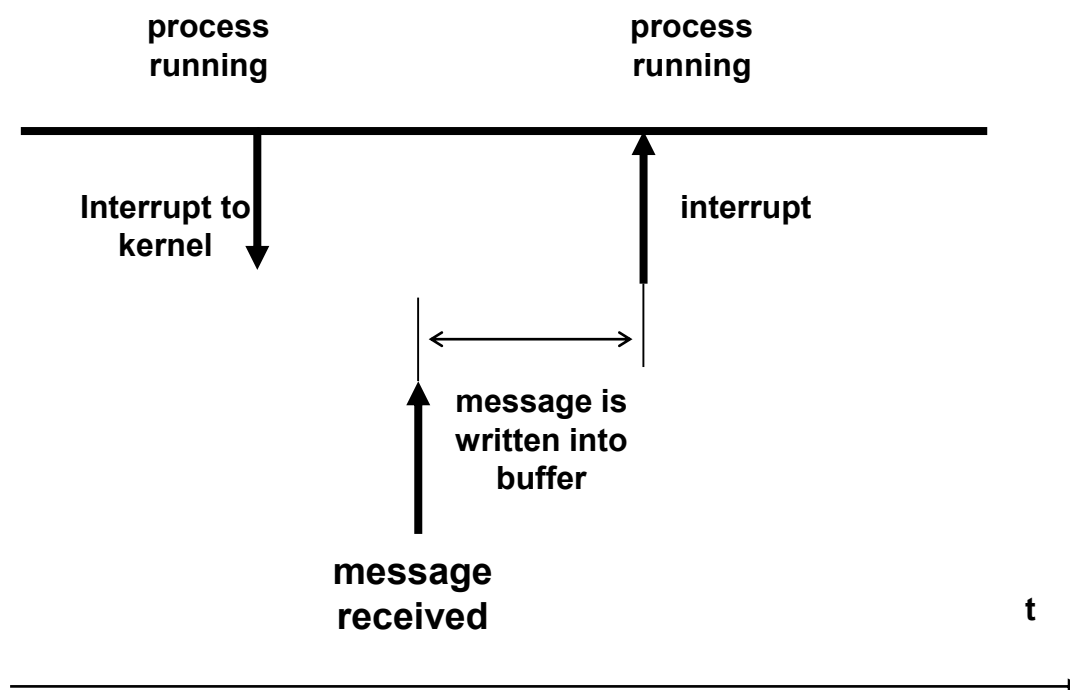 process
running
process
running
Interrupt to
kernel
interrupt
message is
written into
buffer
message
received
t